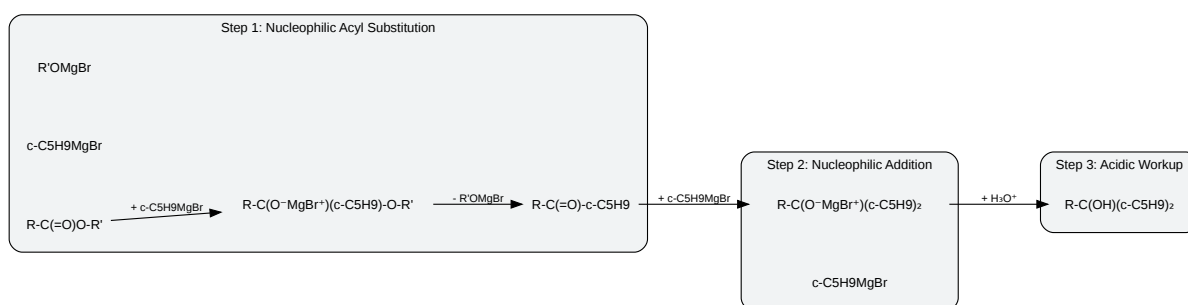 Step 1: Nucleophilic Acyl Substitution
R'OMgBr
c-C5H9MgBr
R-C(=O)O-R'
+ c-C5H9MgBr
R-C(O⁻MgBr⁺)(c-C5H9)-O-R'
- R'OMgBr
R-C(=O)-c-C5H9
+ c-C5H9MgBr
Step 2: Nucleophilic Addition
R-C(O⁻MgBr⁺)(c-C5H9)₂
c-C5H9MgBr
+ H₃O⁺
Step 3: Acidic Workup
R-C(OH)(c-C5H9)₂